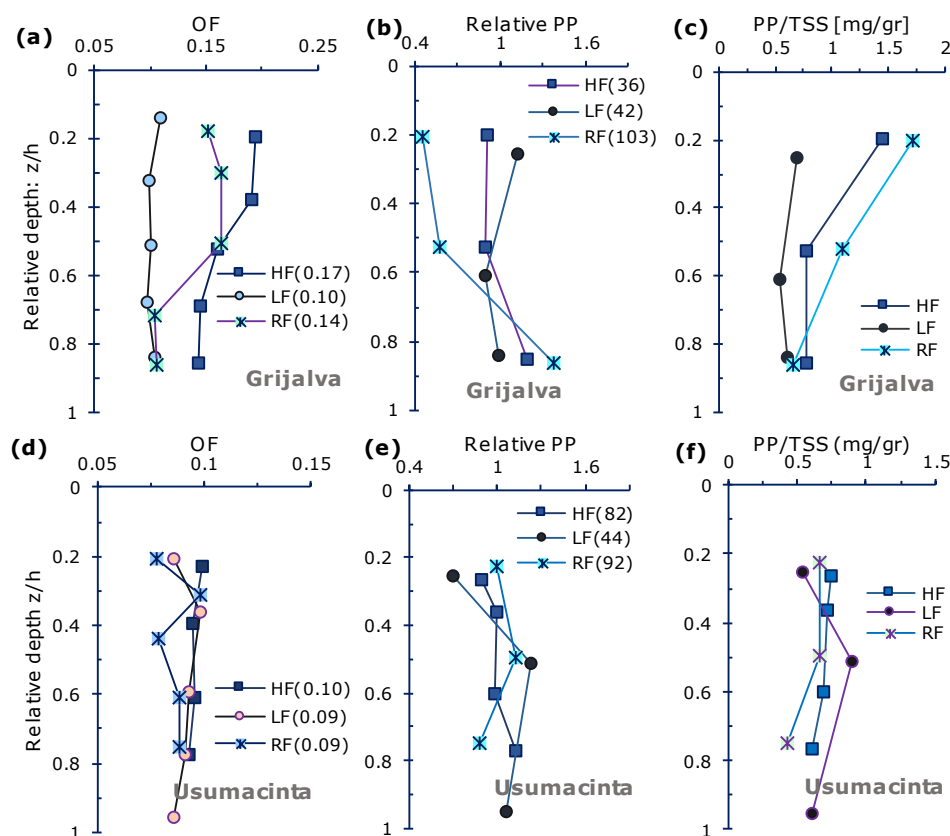 (a)
OF
0.05 0.15 0.25
0
0.2
0.4
0.6
0.8
1
Relative depth: z/h
HF(0.17)
LF(0.10)
RF(0.14)
Grijalva
(b)
Relative PP
0.4 1 1.6
0
0.2
0.4
0.6
0.8
1
HF(36)
LF(42)
RF(103)
Grijalva
(c)
PP/TSS [mg/gr]
0 0.5 1 1.5 2
0
0.2
0.4
0.6
0.8
1
HF
LF
RF
Grijalva
(d)
OF
0.05 0.1 0.15
0
0.2
0.4
0.6
0.8
1
Relative depth z/h
HF(0.10)
LF(0.09)
RF(0.09)
Usumacinta
(e)
Relative PP
0.4 1 1.6
0
0.2
0.4
0.6
0.8
1
HF(82)
LF(44)
RF(92)
Usumacinta
(f)
PP/TSS (mg/gr)
0 0.5 1 1.5
0
0.2
0.4
0.6
0.8
1
HF
LF
RF
Usumacinta